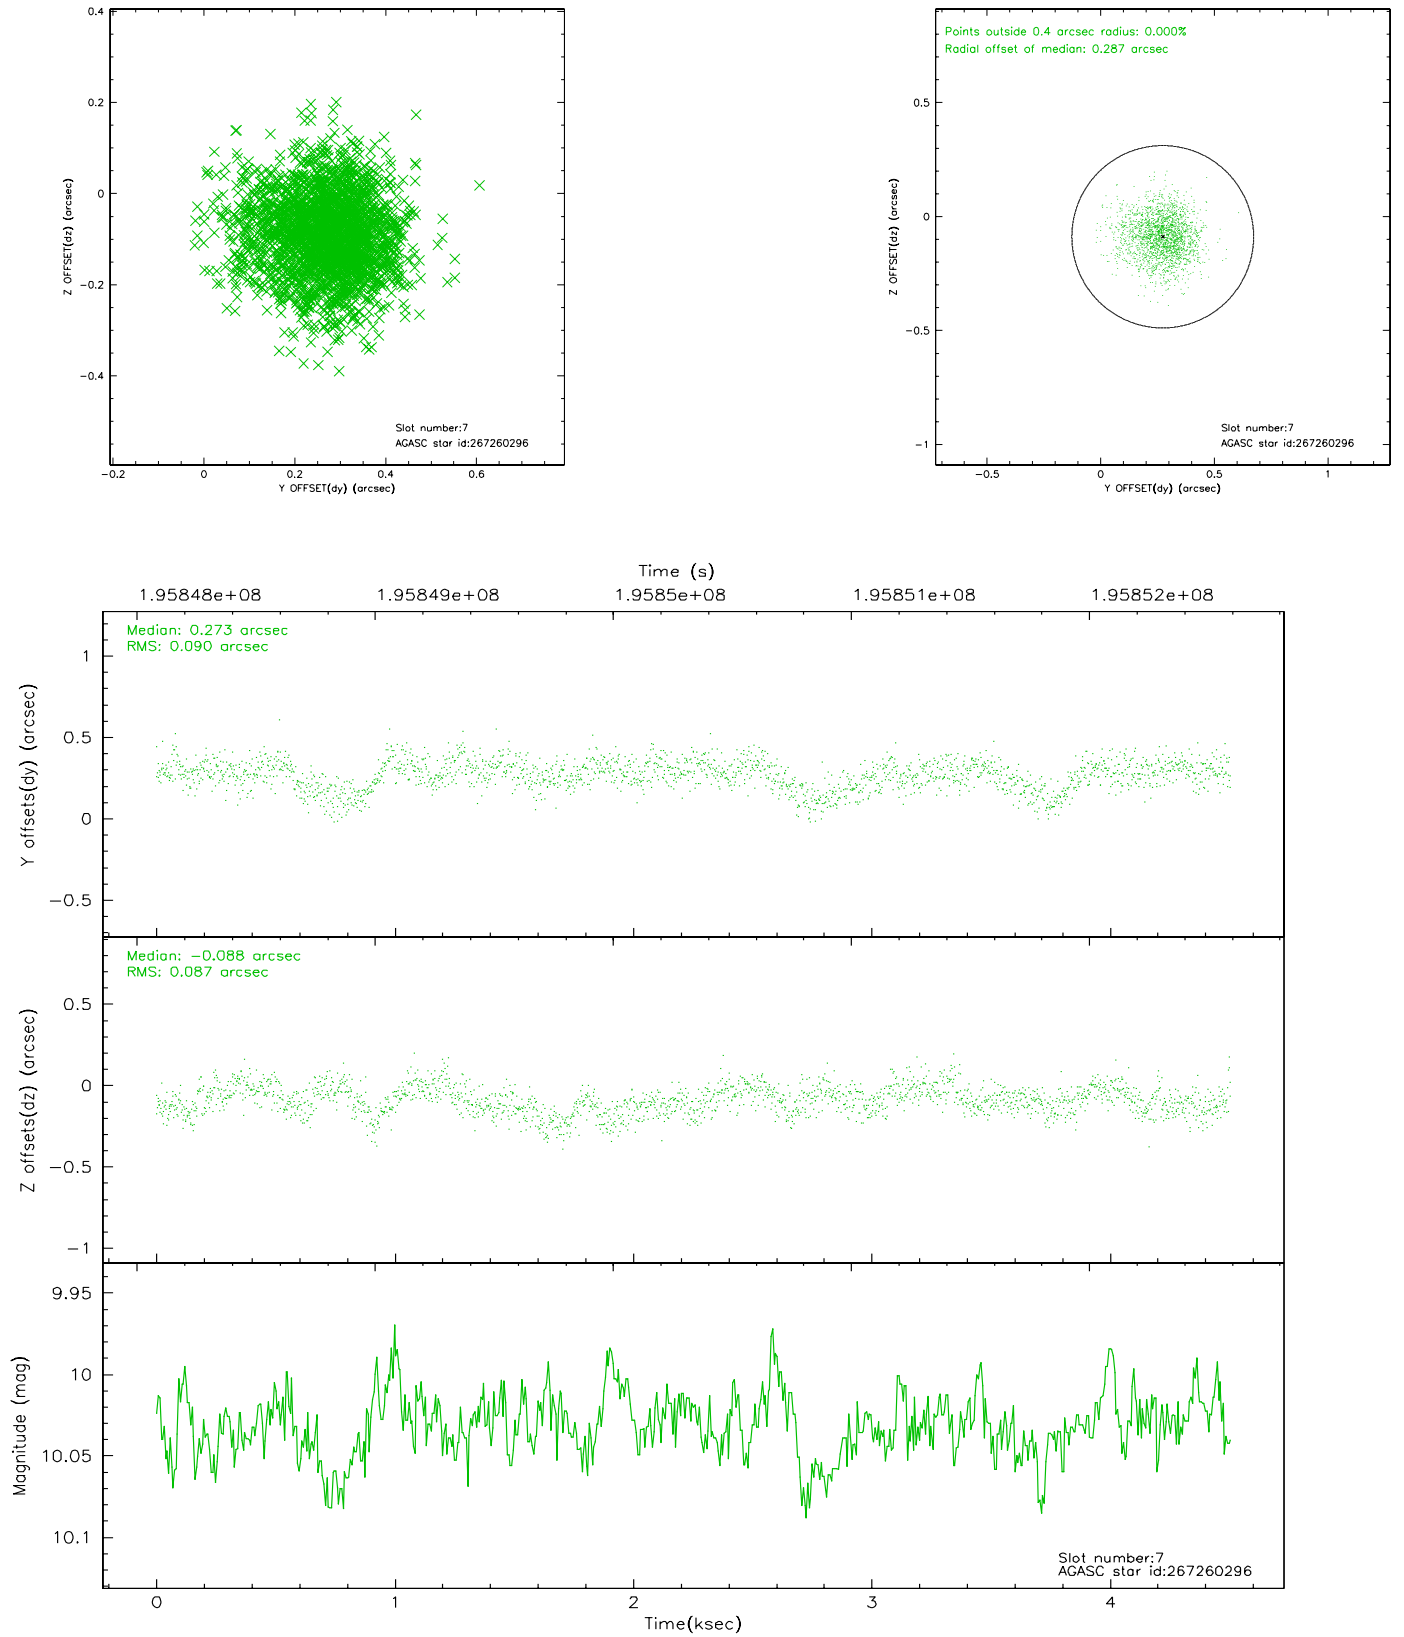 0.4
0.2
0
−0.2
−0.4
Z OFFSET(dz) (arcsec)
Slot number:7
AGASC star id:267260296
−0.2 0 0.2 0.4 0.6
Y OFFSET(dy) (arcsec)
Points outside 0.4 arcsec radius: 0.000%
Radial offset of median: 0.287 arcsec
0.5
0
−0.5
−1
Z OFFSET(dz) (arcsec)
Slot number:7
AGASC star id:267260296
−0.5 0 0.5 1
Y OFFSET(dy) (arcsec)
Time (s)
1.95848e+08 1.95849e+08 1.9585e+08 1.95851e+08 1.95852e+08
Median: 0.273 arcsec
RMS: 0.090 arcsec
1
0.5
0
−0.5
Y offsets(dy) (arcsec)
Median: −0.088 arcsec
RMS: 0.087 arcsec
0.5
0
−0.5
−1
Z offsets(dz) (arcsec)
9.95
10
10.05
10.1
Magnitude (mag)
Slot number:7
AGASC star id:267260296
0 1 2 3 4
Time(ksec)